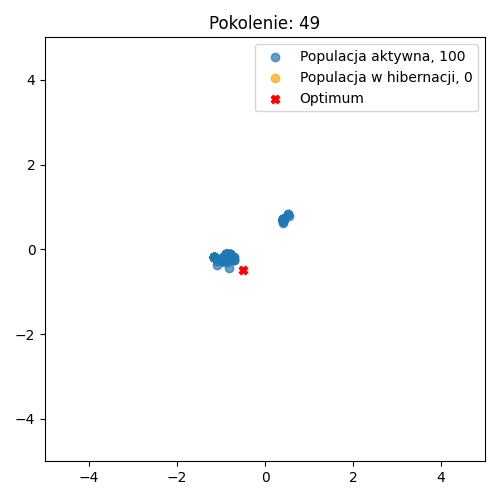 Pokolenie: 49
Populacja aktywna, 100
Populacja w hibernacji, 0
Optimum
4
2
0
−2
−4
−4 −2 0 2 4